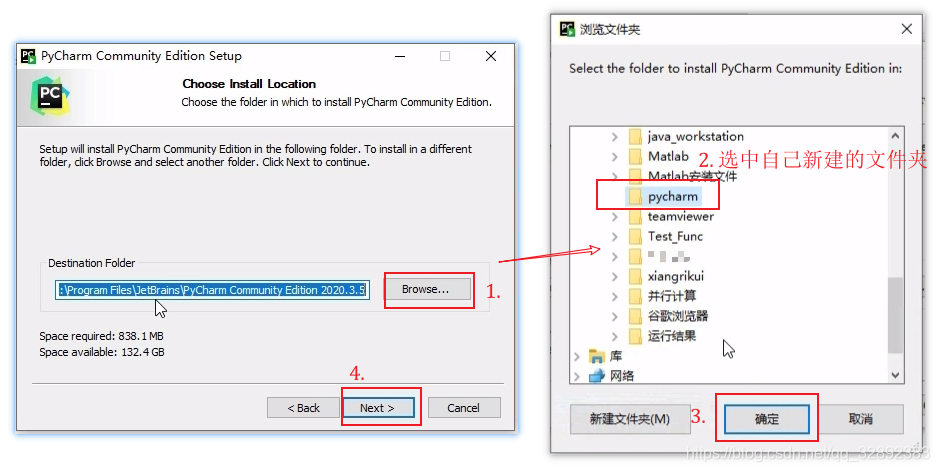 PyCharm Community Edition Setup
PC
Choose Install Location
Choose the folder in which to install PyCharm Community Edition.
Setup will install PyCharm Community Edition in the following folder. To install in a different
folder, click Browse and select another folder. Click Next to continue.
Destination Folder
:\Program Files\JetBrains\PyCharm Community Edition 2020.3.5
Browse...
1.
Space required: 838.1 MB
Space available: 132.4 GB
4.
< Back
Next >
Cancel
浏览文件夹
Select the folder to install PyCharm Community Edition in:
java_workstation
Matlab
2. 选中自己新建的文件夹
Matlab安装文件
pycharm
teamviewer
Test_Func
xiangrikui
并行计算
谷歌浏览器
运行结果
库
网络
新建文件夹(M)
3.
确定
取消
https://blog.csdn.net/qq_32892383